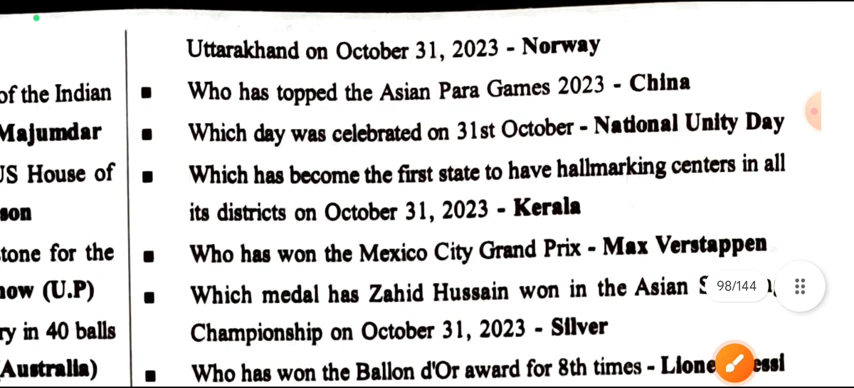 of the Indian
Majumdar
US House of
son
tone for the
now (U.P)
ry in 40 balls
Australia)
Uttarakhand on October 31, 2023 - Norway
■ Who has topped the Asian Para Games 2023 - China
■ Which day was celebrated on 31st October - National Unity Day
■ Which has become the first state to have hallmarking centers in all
its districts on October 31, 2023 - Kerala
■ Who has won the Mexico City Grand Prix - Max Verstappen
■ Which medal has Zahid Hussain won in the Asian
98/144
Championship on October 31, 2023 - Silver
■ Who has won the Ballon d'Or award for 8th times - Lione essi